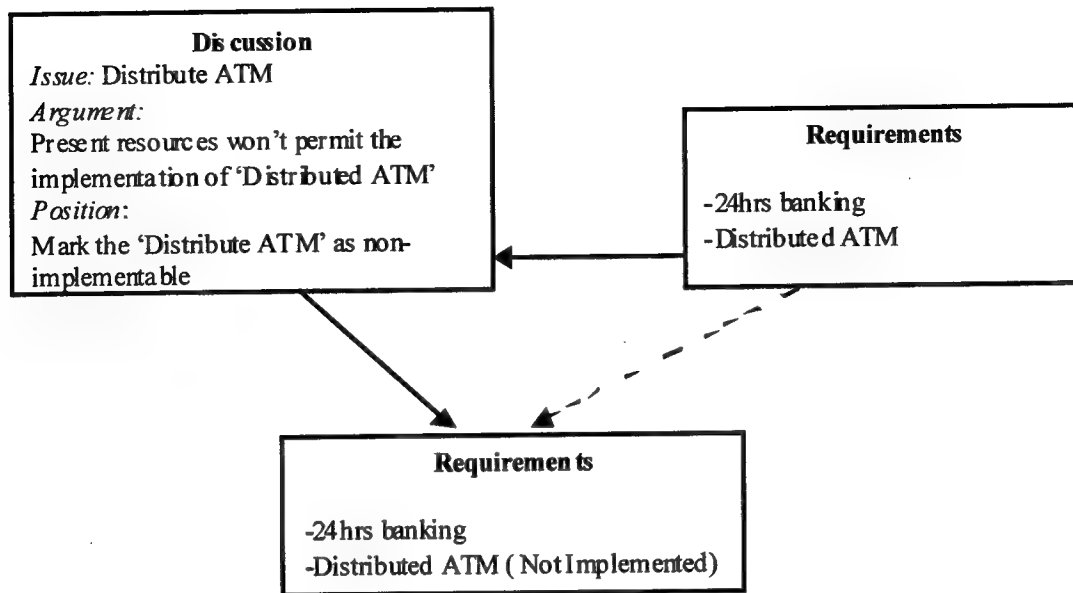 Discussion
Issue: Distribute ATM
Argument:
Present resources won't permit the
implementation of 'Distributed ATM'
Position:
Mark the 'Distribute ATM' as non-
implementable
Requirements
-24hrs banking
-Distributed ATM
Requirements
-24hrs banking
-Distributed ATM ( Not Implemented)